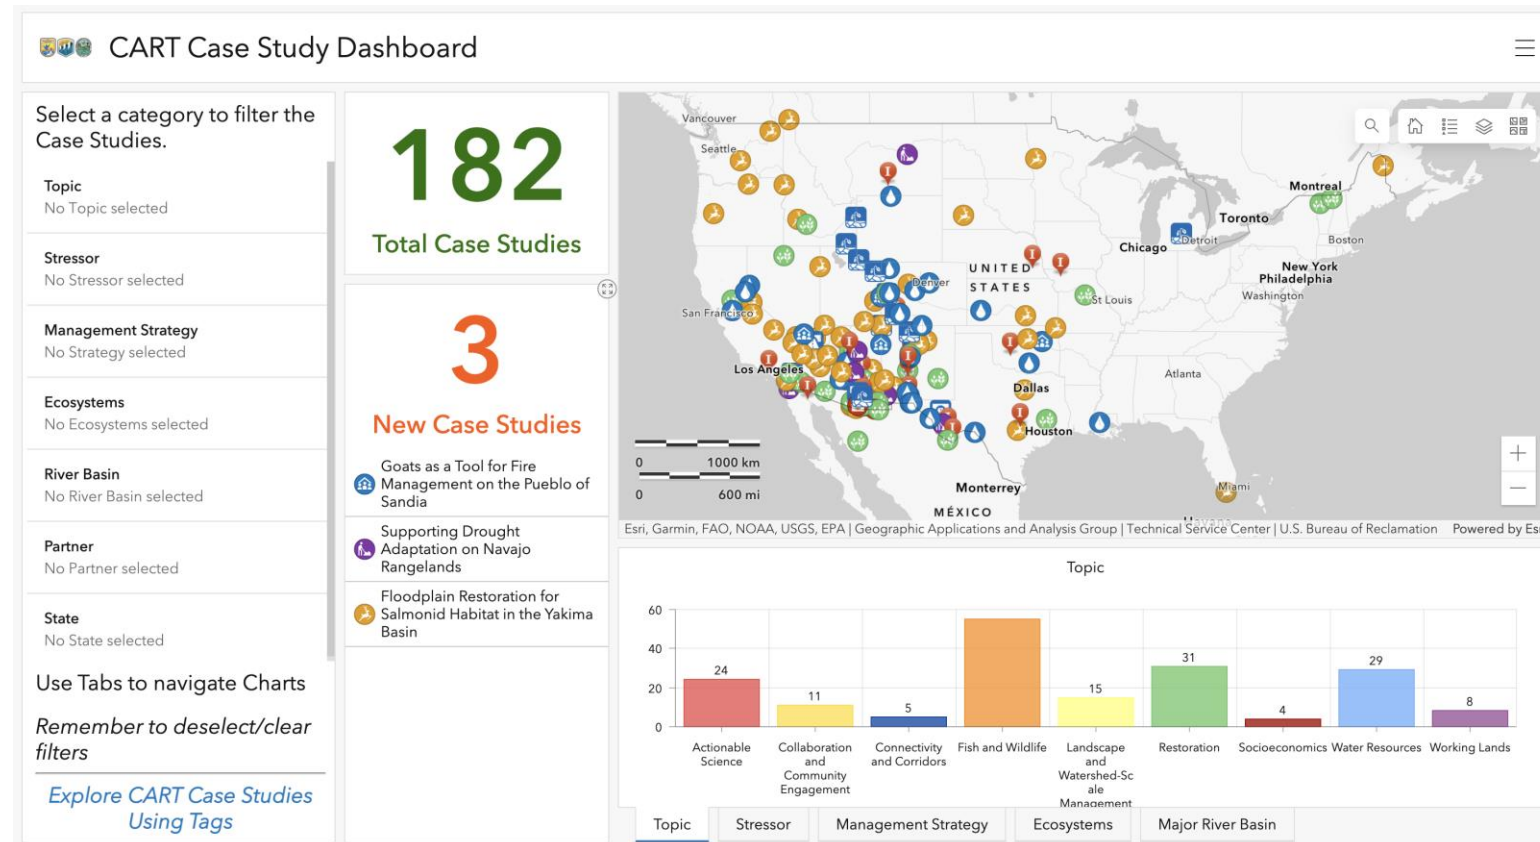 CART Case Study Dashboard
Select a category to filter the
Case Studies.
Topic
No Topic selected
Stressor
No Stressor selected
Management Strategy
No Strategy selected
Ecosystems
No Ecosystems selected
River Basin
No River Basin selected
Partner
No Partner selected
State
No State selected
Use Tabs to navigate Charts
Remember to deselect/clear
filters
Explore CART Case Studies
Using Tags
182
Total Case Studies
3
New Case Studies
Goats as a Tool for Fire
Management on the Pueblo of
Sandia
Supporting Drought
Adaptation on Navajo
Rangelands
Floodplain Restoration for
Salmonid Habitat in the Yakima
Basin
Vancouver
Seattle
Montreal
Toronto
Chicago
Detroit
Boston
UNITED
STATES
New York
Philadelphia
Denver
Washington
St Louis
San Francisco
Los Angeles
Atlanta
Dallas
Houston
0 1000 km
0 600 mi
Monterrey
Miami
MÉXICO
Havana
Esri, Garmin, FAO, NOAA, USGS, EPA | Geographic Applications and Analysis Group | Technical Service Center | U.S. Bureau of Reclamation Powered by Es
Topic
60
40
20
0
24
11
5
15
31
4
29
8
Actionable
Science
Collaboration
and
Community
Engagement
Connectivity
and Corridors
Fish and Wildlife
Landscape
and
Watershed-Sc
ale
Management
Restoration
Socioeconomics
Water Resources
Working Lands
Topic
Stressor
Management Strategy
Ecosystems
Major River Basin